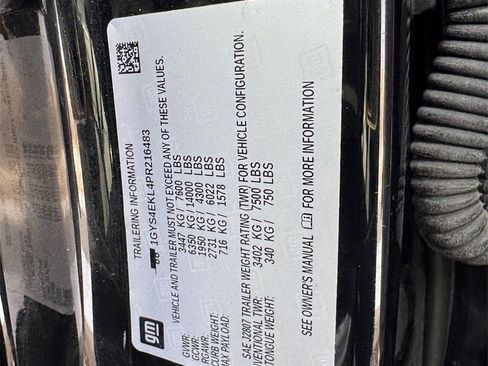 TRAILERING INFORMATION
1GYS4EKL4PR216483
VEHICLE AND TRAILER MUST NOT EXCEED ANY OF THESE VALUES.
gm
GVWR: 3447 KG/ 7600 LBS
GCWR: 6350 KG/ 14000 LBS
RGAWR: 1950 KG/ 4300 LBS
CURB WEIGHT: 2731 KG/ 6022 LBS
MAX PAYLOAD: 716 KG/ 1578 LBS
SAE J2807 TRAILER WEIGHT RATING (TWR) FOR VEHICLE CONFIGURATION.
CONVENTIONAL TWR: 3402 KG/ 7500 LBS
TONGUE WEIGHT: 340 KG/ 750 LBS
SEE OWNER'S MANUAL FOR MORE INFORMATION